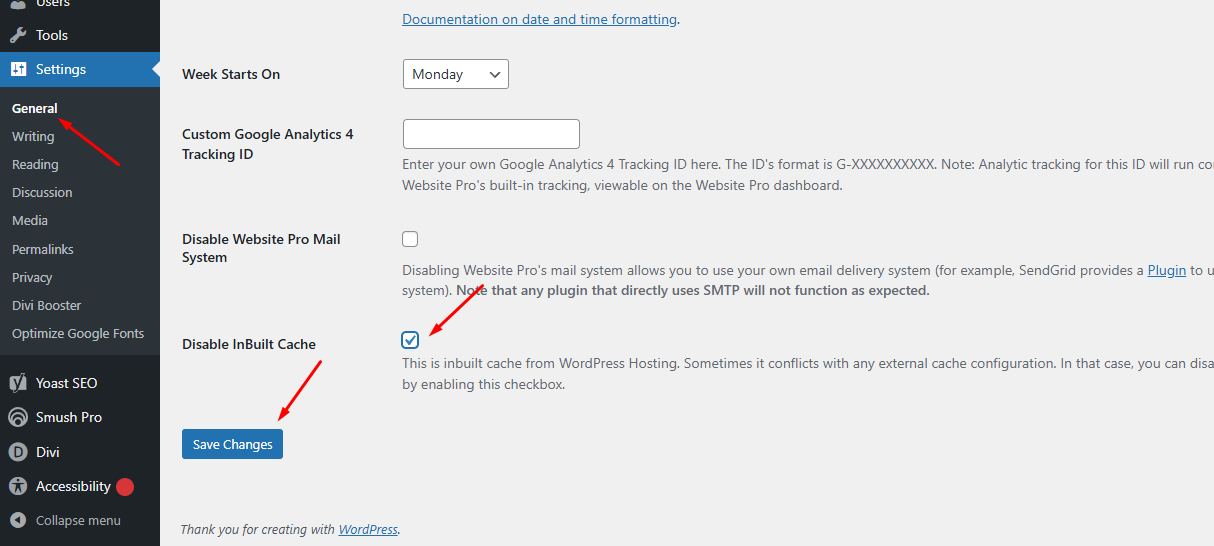 Users
Tools
Settings
General
Writing
Reading
Discussion
Media
Permalinks
Privacy
Divi Booster
Optimize Google Fonts
Yoast SEO
Smush Pro
Divi
Accessibility
Collapse menu
Documentation on date and time formatting.
Week Starts On
Monday
Custom Google Analytics 4
Tracking ID
Enter your own Google Analytics 4 Tracking ID here. The ID's format is G-XXXXXXXXXX. Note: Analytic tracking for this ID will run co
Website Pro's built-in tracking, viewable on the Website Pro dashboard.
Disable Website Pro Mail
System
Disabling Website Pro's mail system allows you to use your own email delivery system (for example, SendGrid provides a Plugin to u
system). Note that any plugin that directly uses SMTP will not function as expected.
Disable InBuilt Cache
This is inbuilt cache from WordPress Hosting. Sometimes it conflicts with any external cache configuration. In that case, you can disa
by enabling this checkbox.
Save Changes
Thank you for creating with WordPress.